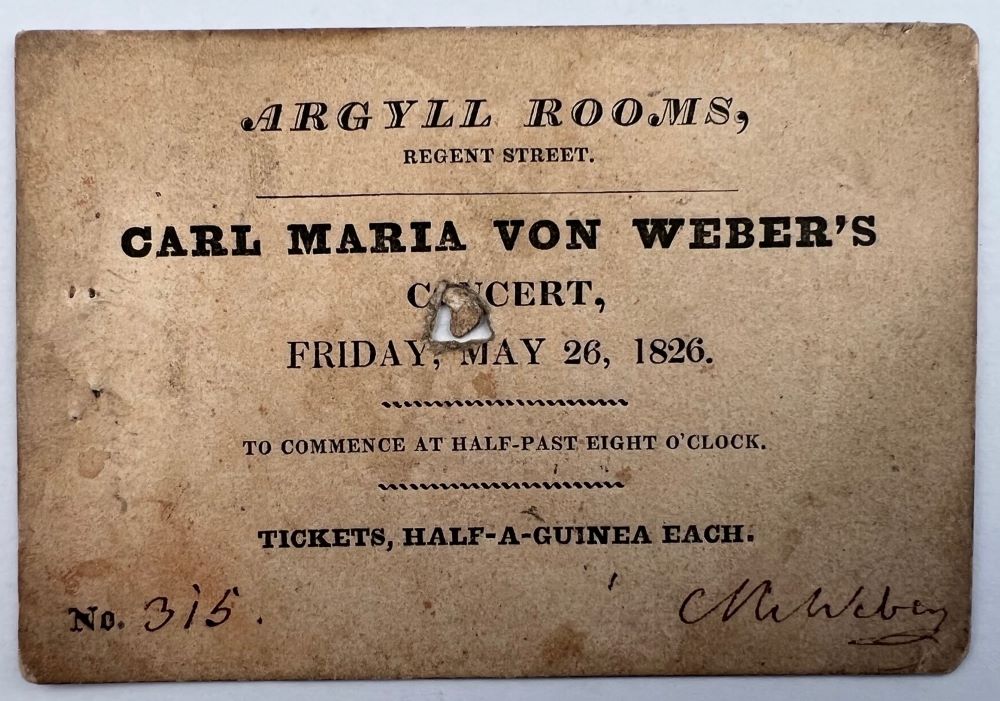 ARGYLL ROOMS,
REGENT STREET.
CARL MARIA VON WEBER'S
CONCERT,
FRIDAY, MAY 26, 1826.
TO COMMENCE AT HALF-PAST EIGHT O'CLOCK.
TICKETS, HALF-A-GUINEA EACH.
No. 315.
CMvWeber